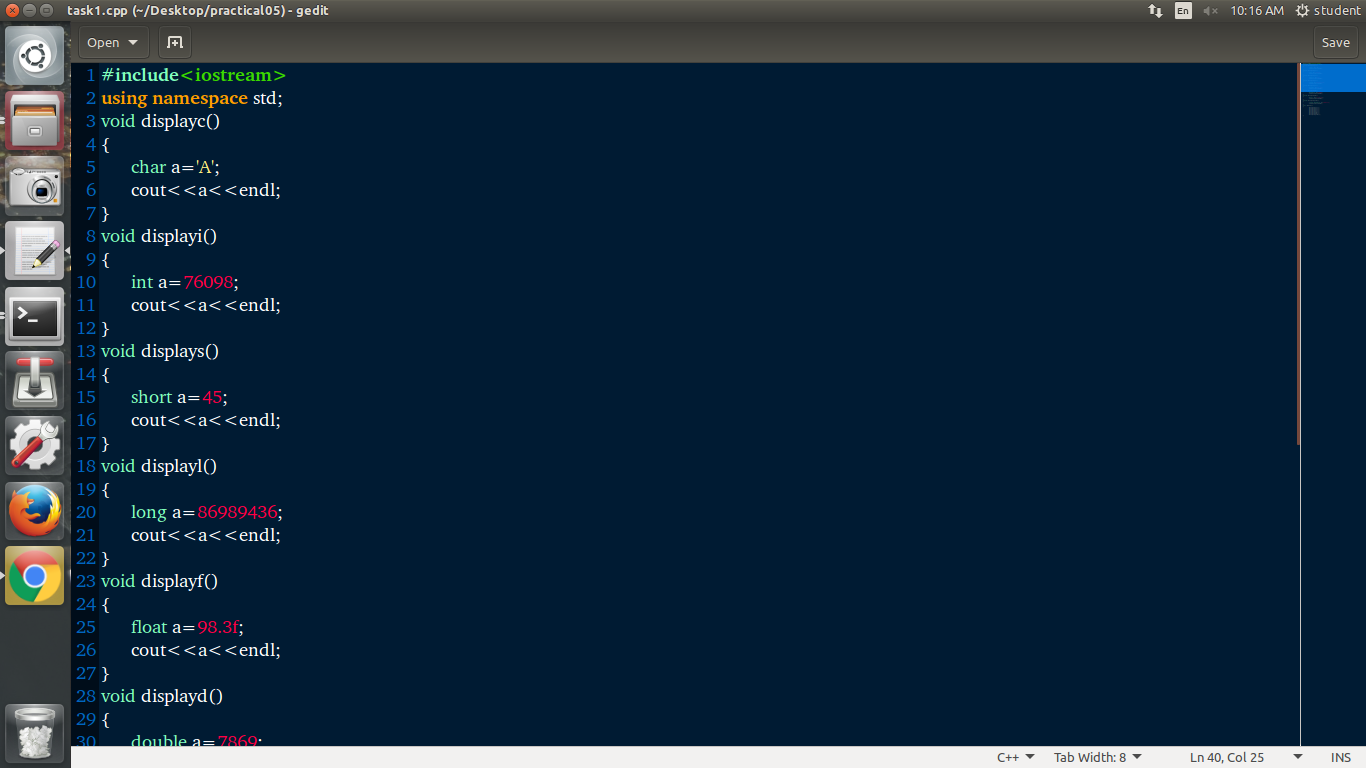 task1.cpp (~/Desktop/practical05) - gedit
En
10:16 AM
student
Open
Save
1 #include<iostream>
2 using namespace std;
3 void displayc()
4 {
5 char a='A';
6 cout<<a<<endl;
7 }
8 void displayi()
9 {
10 int a=76098;
11 cout<<a<<endl;
12 }
13 void displays()
14 {
15 short a=45;
16 cout<<a<<endl;
17 }
18 void displayl()
19 {
20 long a=86989436;
21 cout<<a<<endl;
22 }
23 void displayf()
24 {
25 float a=98.3f;
26 cout<<a<<endl;
27 }
28 void displayd()
29 {
30 double a=7869;
C++
Tab Width: 8
Ln 40, Col 25
INS